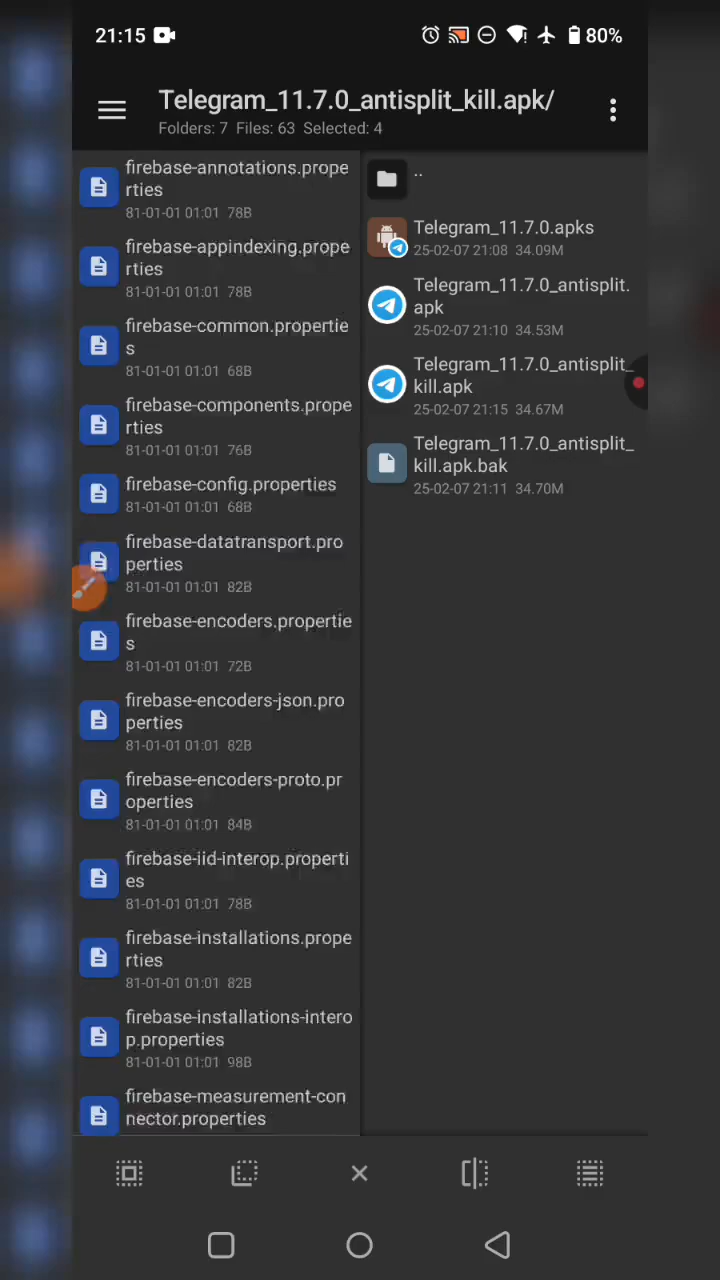 21:15
80%
Telegram_11.7.0_antisplit_kill.apk/
Folders: 7 Files: 63 Selected: 4
firebase-annotations.prope
rties
81-01-01 01:01 78B
firebase-appindexing.prope
rties
81-01-01 01:01 78B
firebase-common.propertie
s
81-01-01 01:01 68B
firebase-components.prope
rties
81-01-01 01:01 76B
firebase-config.properties
81-01-01 01:01 68B
firebase-datatransport.pro
perties
81-01-01 01:01 82B
firebase-encoders.propertie
s
81-01-01 01:01 72B
firebase-encoders-json.pro
perties
81-01-01 01:01 82B
firebase-encoders-proto.pr
operties
81-01-01 01:01 84B
firebase-iid-interop.properti
es
81-01-01 01:01 78B
firebase-installations.prope
rties
81-01-01 01:01 82B
firebase-installations-intero
p.properties
81-01-01 01:01 98B
firebase-measurement-con
nector.properties
..
Telegram_11.7.0.apks
25-02-07 21:08 34.09M
Telegram_11.7.0_antisplit.
apk
25-02-07 21:10 34.53M
Telegram_11.7.0_antisplit_
kill.apk
25-02-07 21:15 34.67M
Telegram_11.7.0_antisplit_
kill.apk.bak
25-02-07 21:11 34.70M